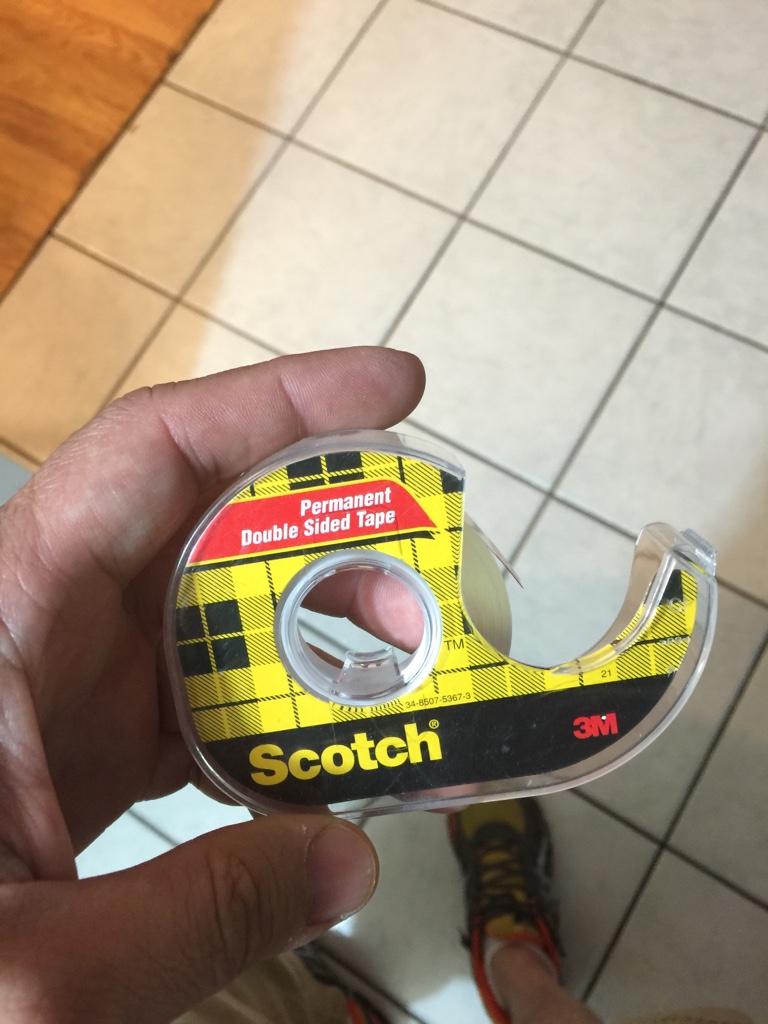 Permanent
Double Sided Tape
TM
21
34-8507-5367-3
Scotch®
3M